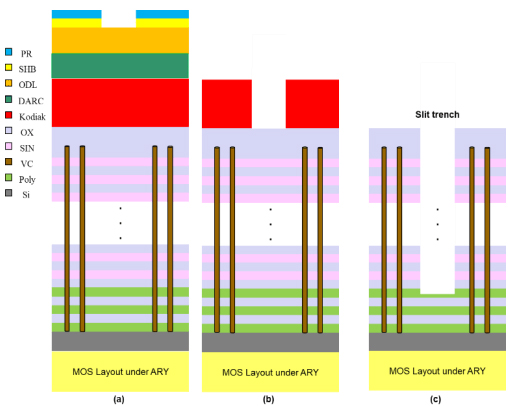 PR
SHB
ODL
DARC
Kodiak
OX
SIN
VC
Poly
Si
Slit trench
MOS Layout under ARY
MOS Layout under ARY
MOS Layout under ARY
(a)
(b)
(c)